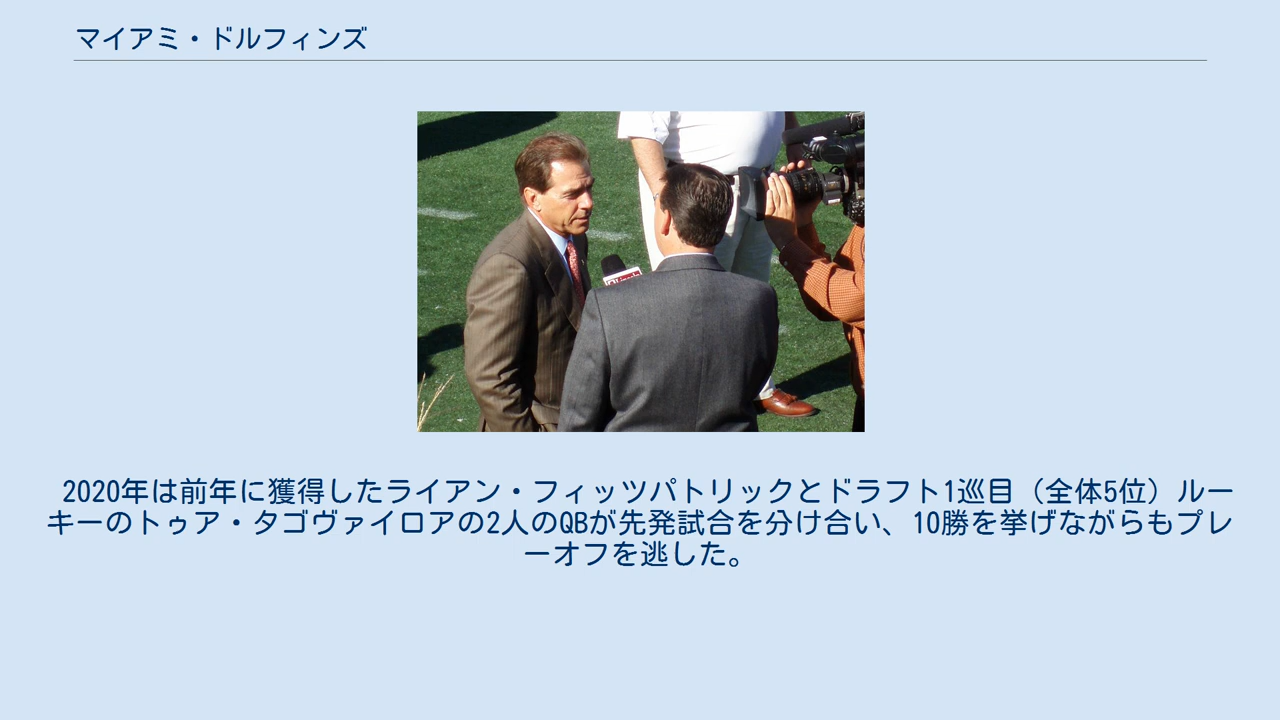 マイアミ・ドルフィンズ
2020年は前年に獲得したライアン・フィッツパトリックとドラフト1巡目（全体5位）ルー
キーのトゥア・タゴヴァイロアの2人のQBが先発試合を分け合い、10勝を挙げながらもプレ
ーオフを逃した。